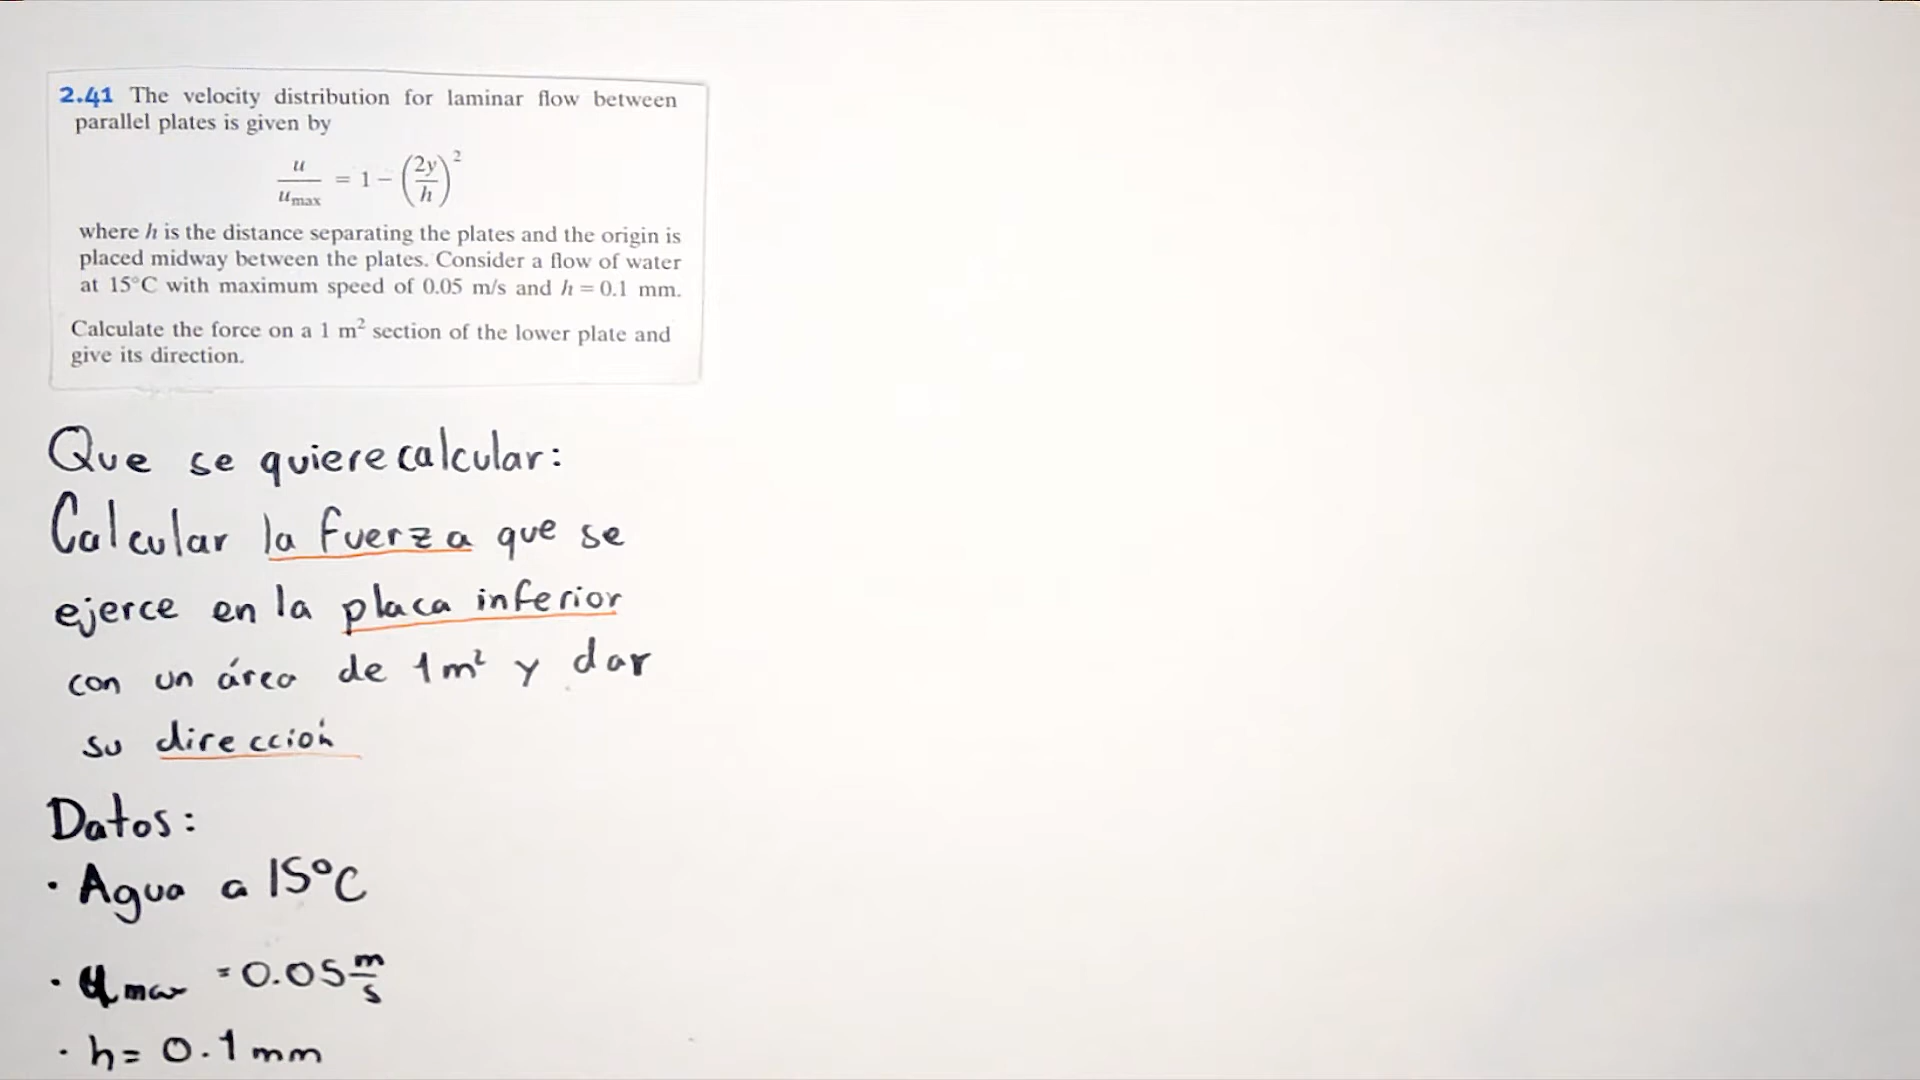 2.41 The velocity distribution for laminar flow between
parallel plates is given by
u/u_max = 1 − (2y/h)²
where h is the distance separating the plates and the origin is
placed midway between the plates. Consider a flow of water
at 15°C with maximum speed of 0.05 m/s and h = 0.1 mm.
Calculate the force on a 1 m² section of the lower plate and
give its direction.
Que se quiere calcular:
Calcular la fuerza que se
ejerce en la placa inferior
con un área de 1m² y dar
su dirección
Datos:
· Agua a 15°C
· u_max = 0.05 m/s
· h = 0.1 mm